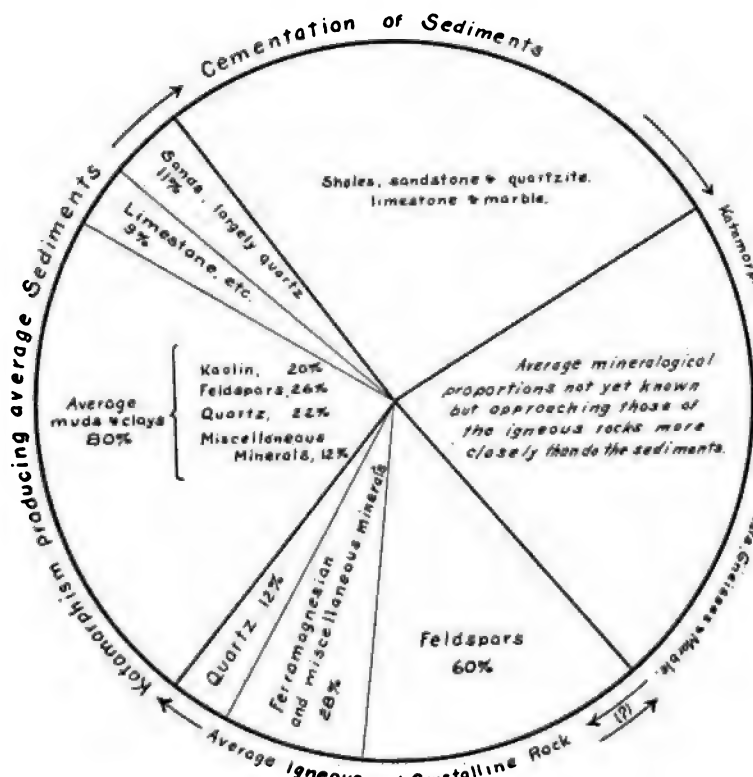 Cementation of Sediments
Shales, sandstone & quartzite.
limestone & marble.
Sands, largely quartz
11%
Limestone, etc.
9%
Katamorphism producing average Sediments
Average
muds & clays
80%
Kaolin, 20%
Feldspars, 26%
Quartz, 22%
Miscellaneous
Minerals, 12%
Average mineralogical
proportions not yet known
but approaching those of
the igneous rocks more
closely than do the sediments.
Quartz 12%
Ferromagnesian
and miscellaneous minerals
28%
Feldspars
60%
Gneisses & Marble.
(?)
Average Igneous Crystalline Rock